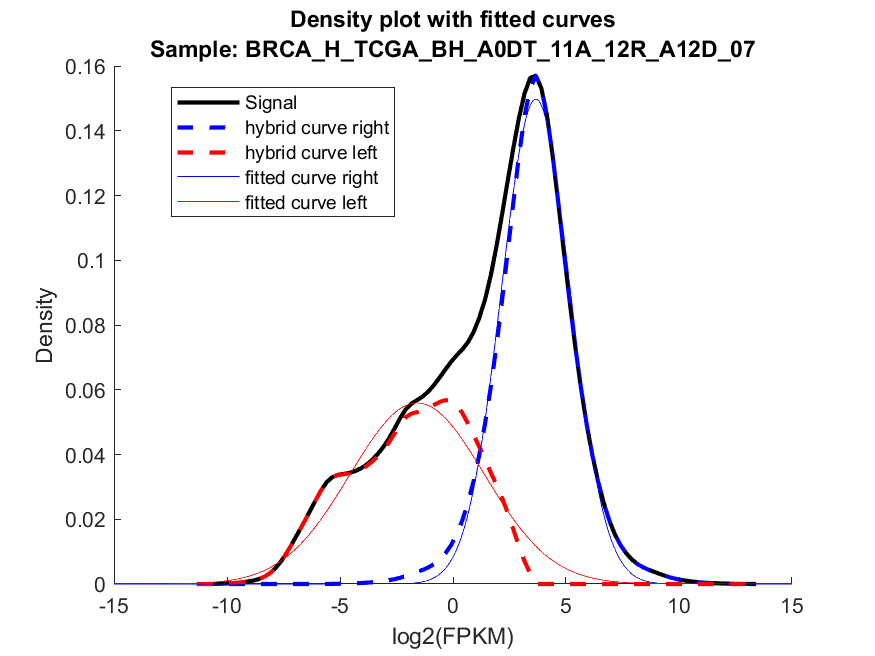 Density plot with fitted curves
Sample: BRCA_H_TCGA_BH_A0DT_11A_12R_A12D_07
0.16
0.14
0.12
0.1
0.08
0.06
0.04
0.02
0
Density
Signal
hybrid curve right
hybrid curve left
fitted curve right
fitted curve left
-15 -10 -5 0 5 10 15
log2(FPKM)